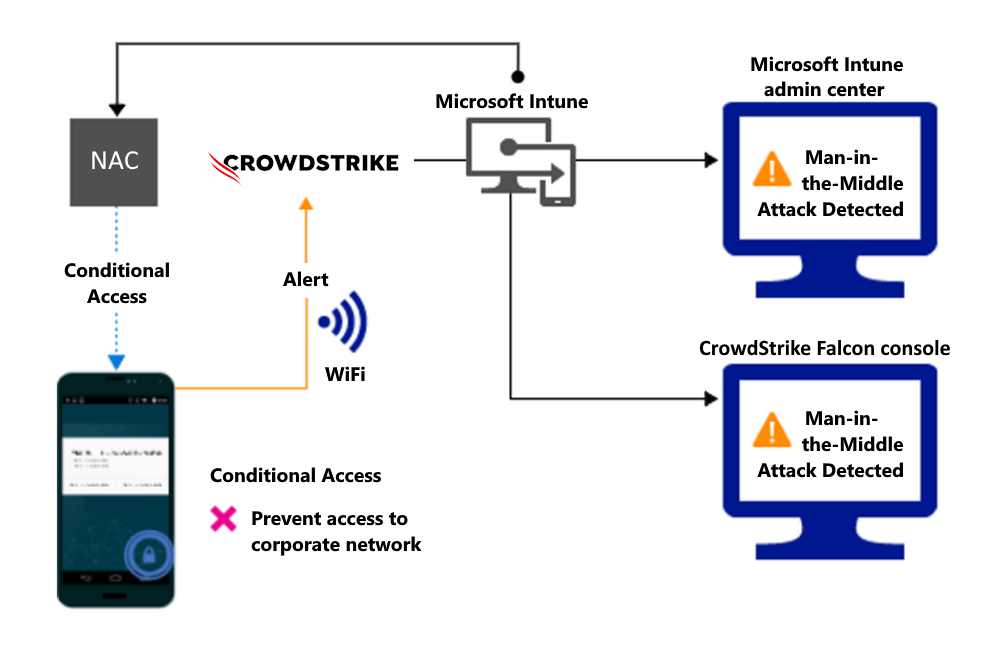 Microsoft Intune
admin center
Microsoft Intune
NAC
CROWDSTRIKE
Man-in-
the-Middle
Attack Detected
Conditional
Access
Alert
WiFi
CrowdStrike Falcon console
Man-in-
the-Middle
Attack Detected
Conditional Access
Prevent access to
corporate network